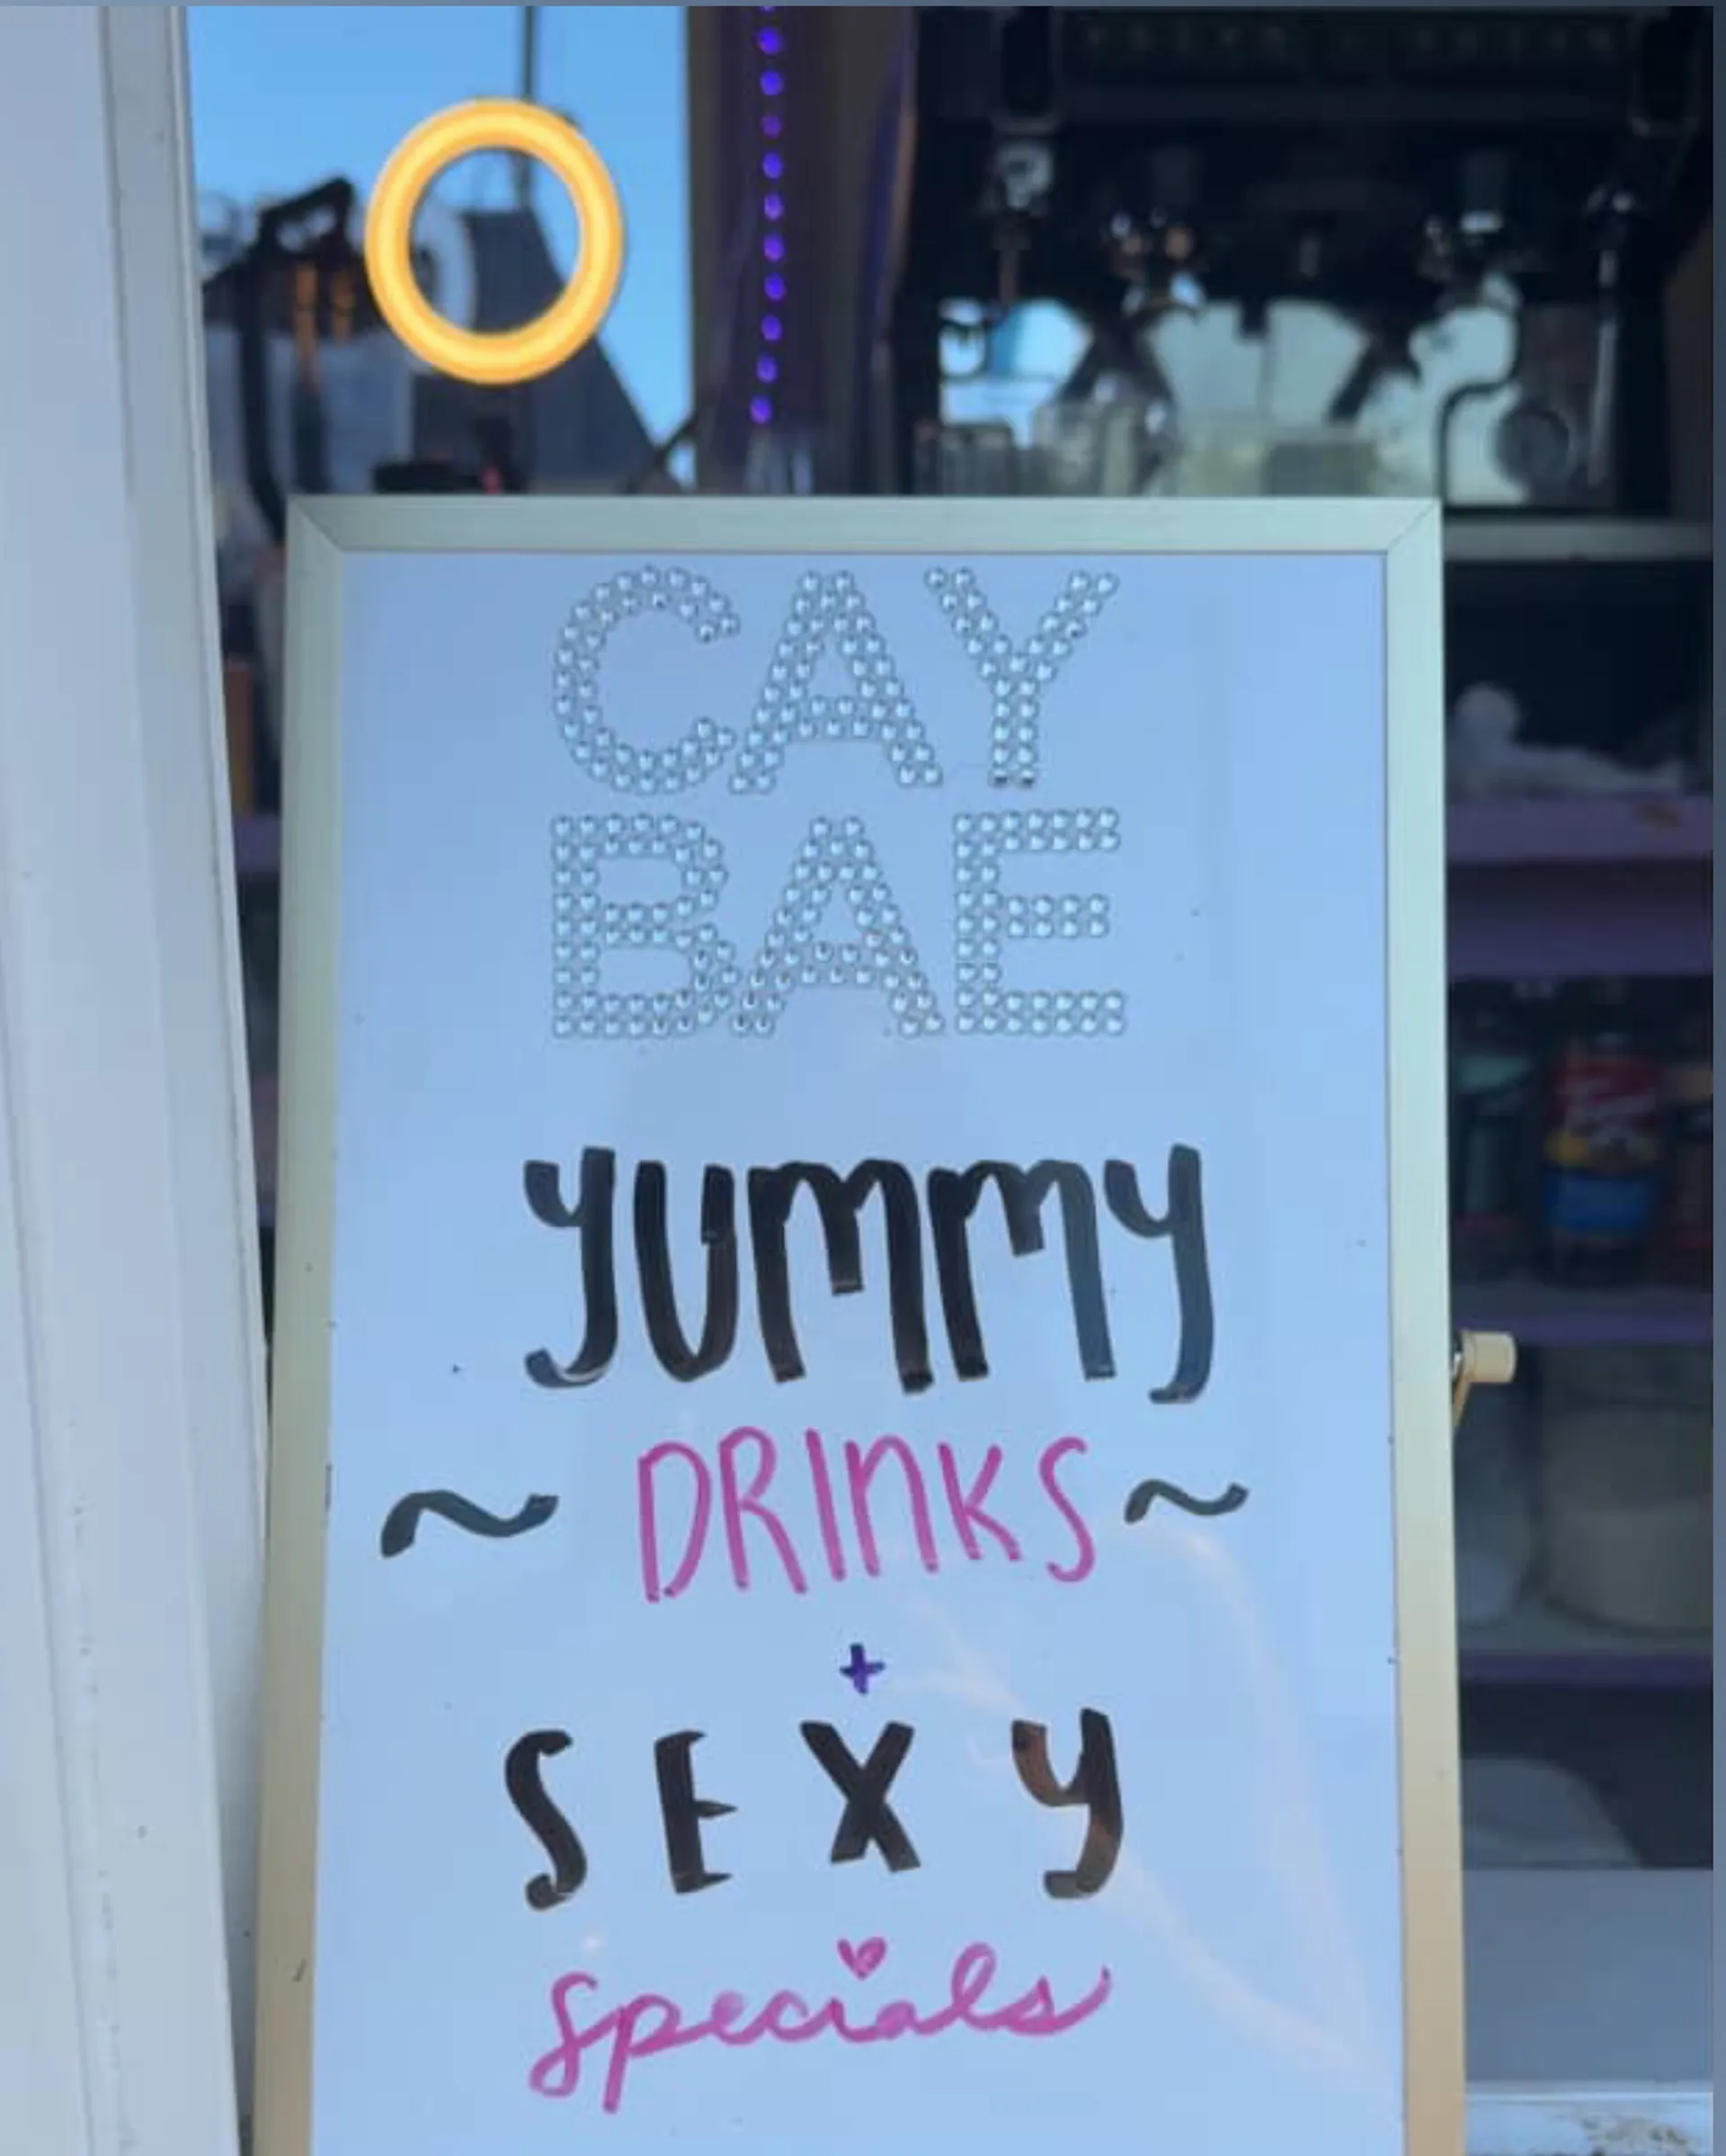 CAY
BAE
YUMMY
~ DRINKS ~
+
SEXY
Specials